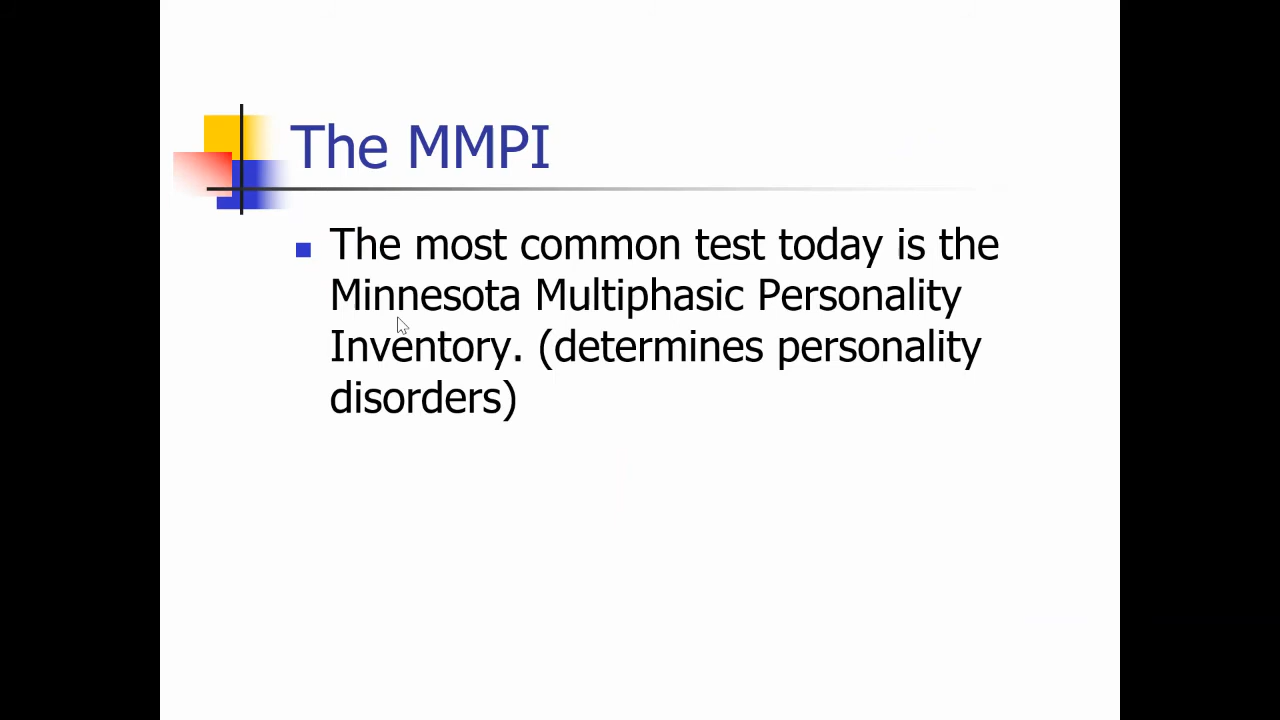 The MMPI
The most common test today is the
Minnesota Multiphasic Personality
Inventory. (determines personality
disorders)